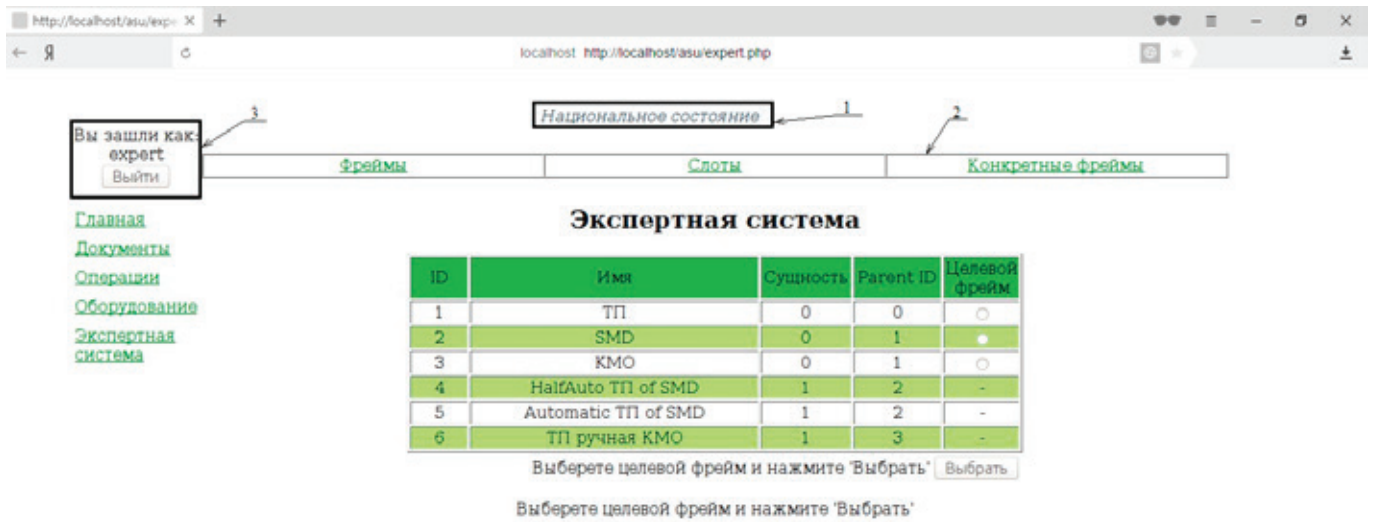 http://localhost/asu/exp
localhost http://localhost/asu/expert.php
3
Национальное состояние
1
2
Вы зашли как:
expert
Выйти
Фреймы Слоты Конкретные фреймы
Главная
Документы
Операции
Оборудование
Экспертная
система
Экспертная система
ID Имя Сущность Parent ID Целевой фрейм
1 ТП 0 0
2 SMD 0 1
3 КМО 0 1
4 HalfAuto ТП of SMD 1 2 -
5 Automatic ТП of SMD 1 2 -
6 ТП ручная КМО 1 3 -
Выберете целевой фрейм и нажмите 'Выбрать' Выбрать
Выберете целевой фрейм и нажмите 'Выбрать'